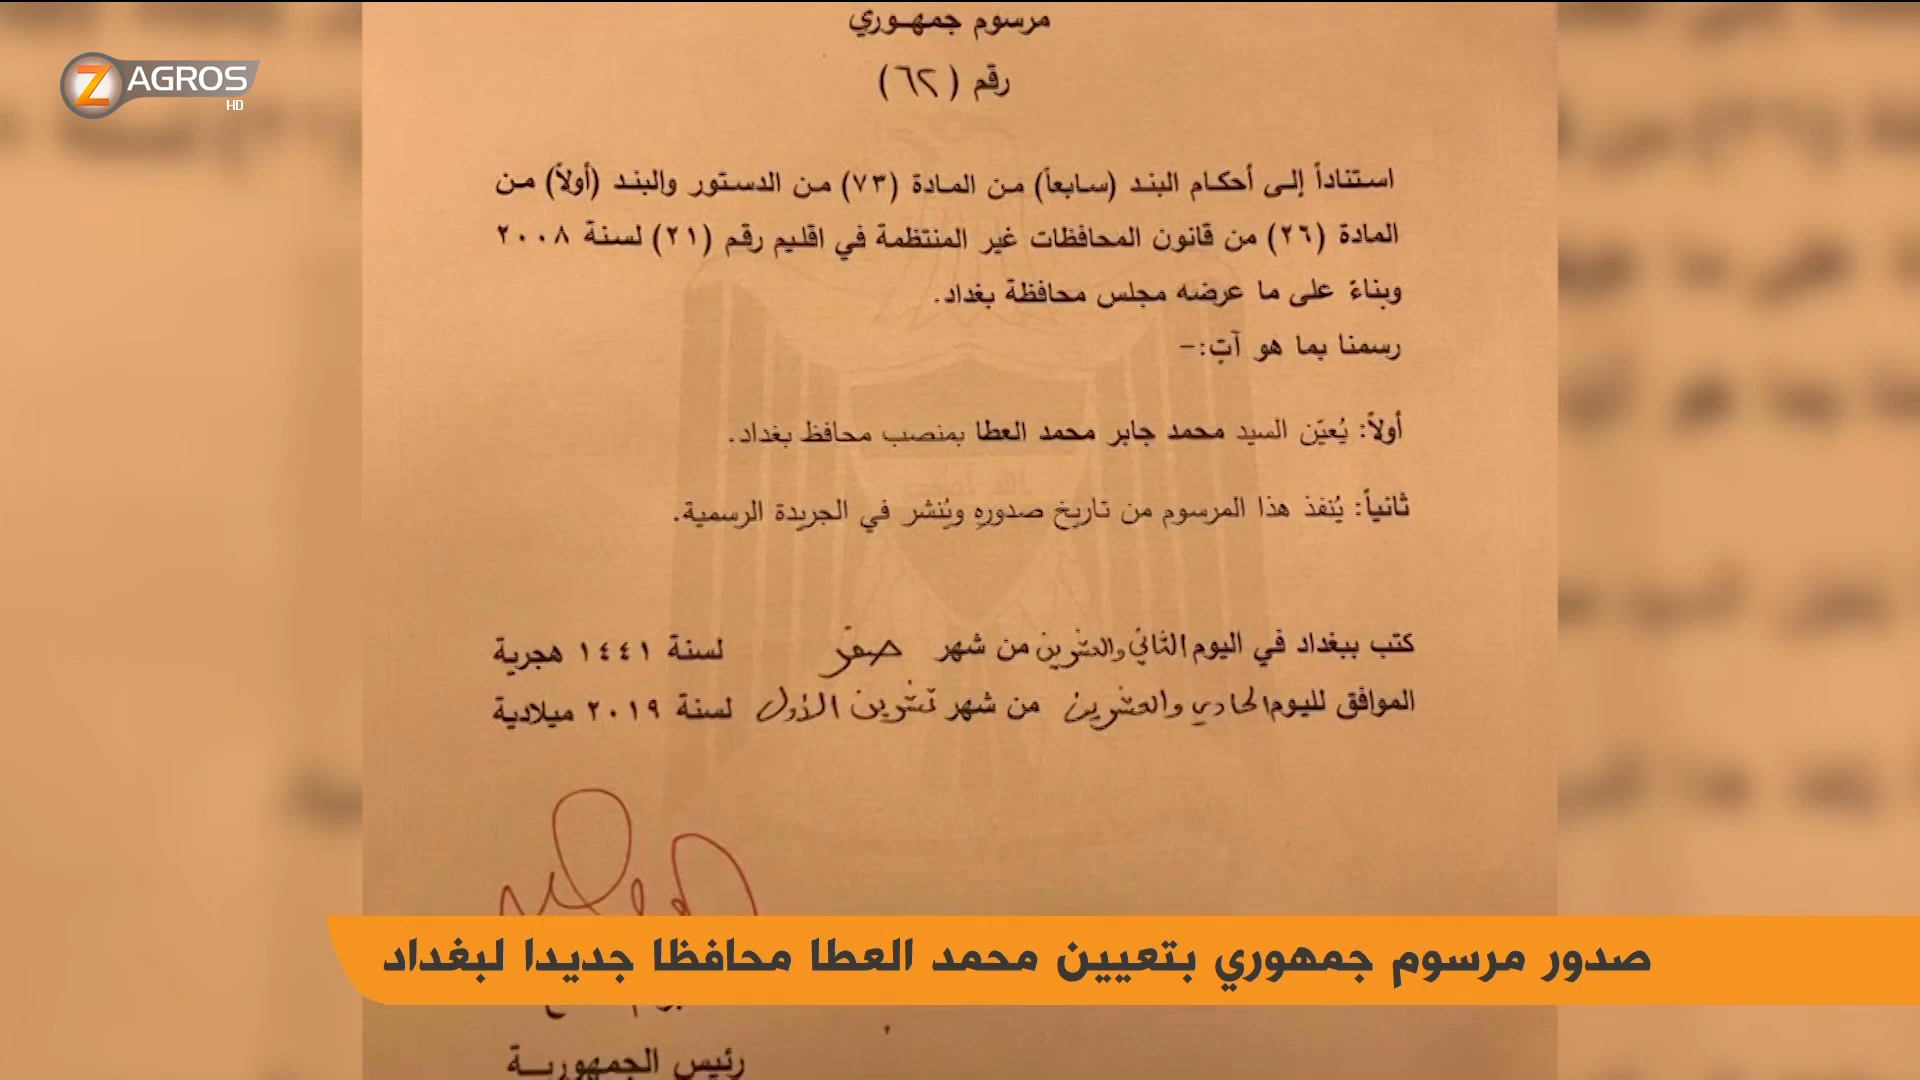 مرسوم جمهوري
رقم (٦٢)
ZAGROS
HD
استناداً إلى أحكام البند (سابعاً) من المادة (٧٣) من الدستور والبند (أولاً) من
المادة (٢٦) من قانون المحافظات غير المنتظمة في اقليم رقم (٢١) لسنة ٢٠٠٨
وبناءً على ما عرضه مجلس محافظة بغداد.
رسمنا بما هو آتٍ:-
أولاً: يُعيّن السيد محمد جابر محمد العطا بمنصب محافظ بغداد.
ثانياً: يُنفذ هذا المرسوم من تاريخ صدورهِ ويُنشر في الجريدة الرسمية.
كتب ببغداد في اليوم الثاني والعشرين من شهر صفر لسنة ١٤٤١ هجرية
الموافق لليوم الحادي والعشرين من شهر تشرين الأول لسنة ٢٠١٩ ميلادية
صدور مرسوم جمهوري بتعيين محمد العطا محافظا جديدا لبغداد
رئيس الجمهورية